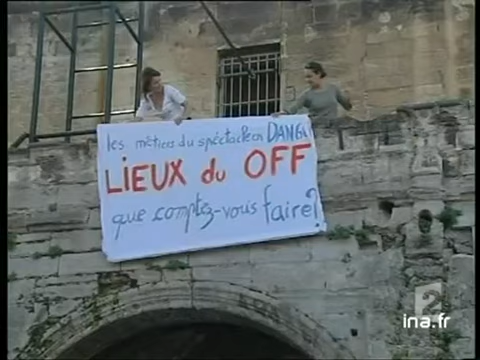 les métiers du spectacle en DANGER
LiEUX du OFF
que comptez-vous faire?
2
ina.fr